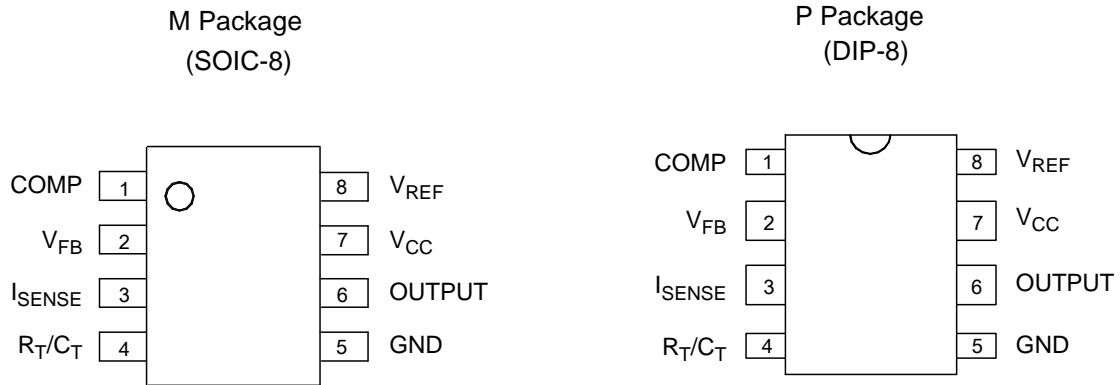 M Package
(SOIC-8)
COMP 1 8 VREF
VFB 2 7 VCC
ISENSE 3 6 OUTPUT
RT/CT 4 5 GND
P Package
(DIP-8)
COMP 1 8 VREF
VFB 2 7 VCC
ISENSE 3 6 OUTPUT
RT/CT 4 5 GND